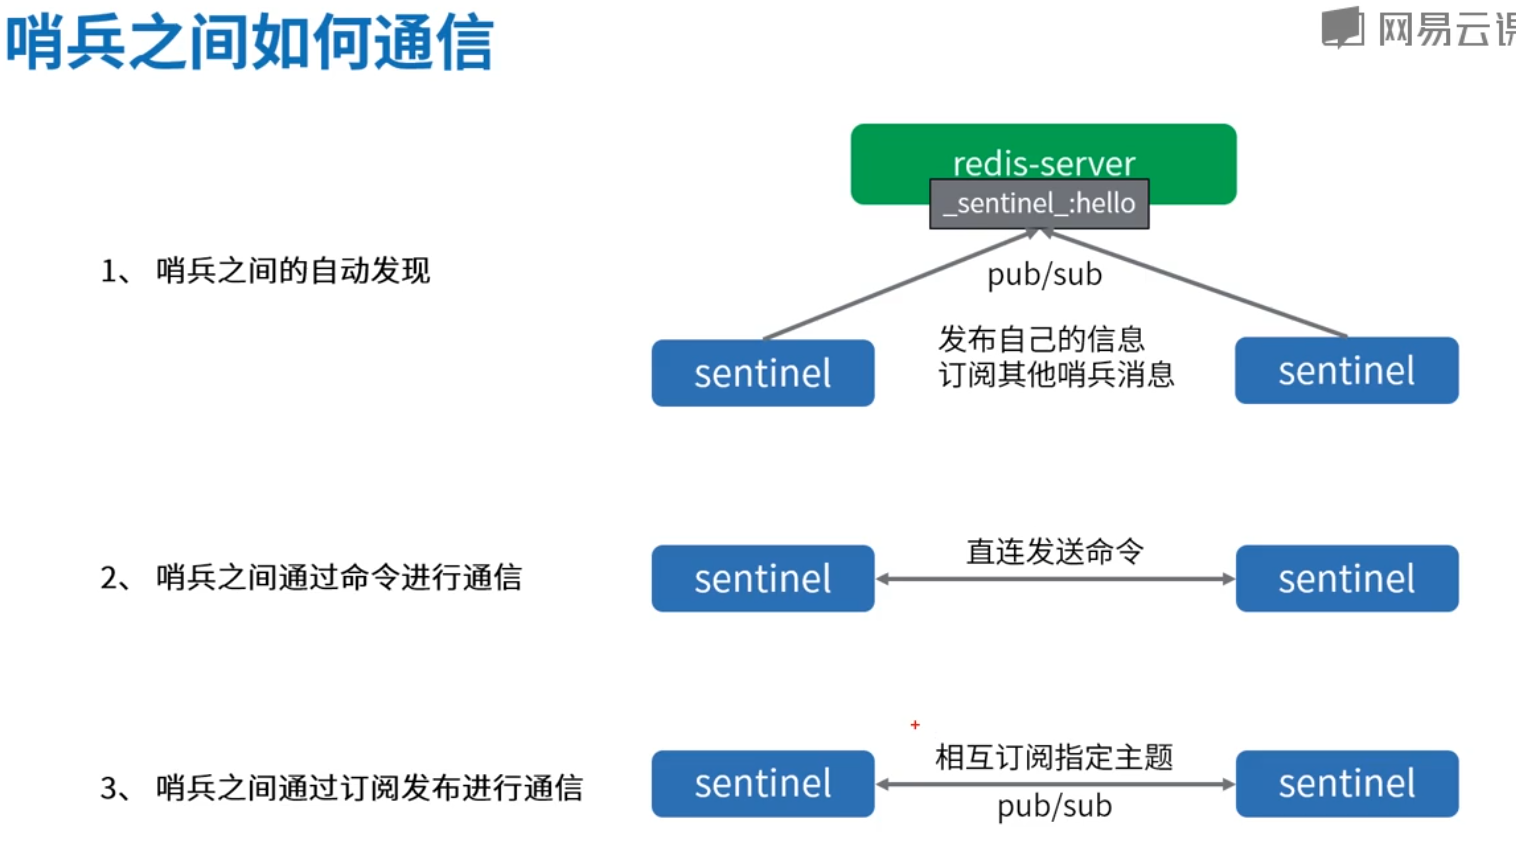 哨兵之间如何通信
网易云课
redis-server
_sentinel_:hello
1、 哨兵之间的自动发现
pub/sub
发布自己的信息
订阅其他哨兵消息
sentinel
sentinel
2、 哨兵之间通过命令进行通信
sentinel
直连发送命令
sentinel
3、 哨兵之间通过订阅发布进行通信
sentinel
相互订阅指定主题
pub/sub
sentinel